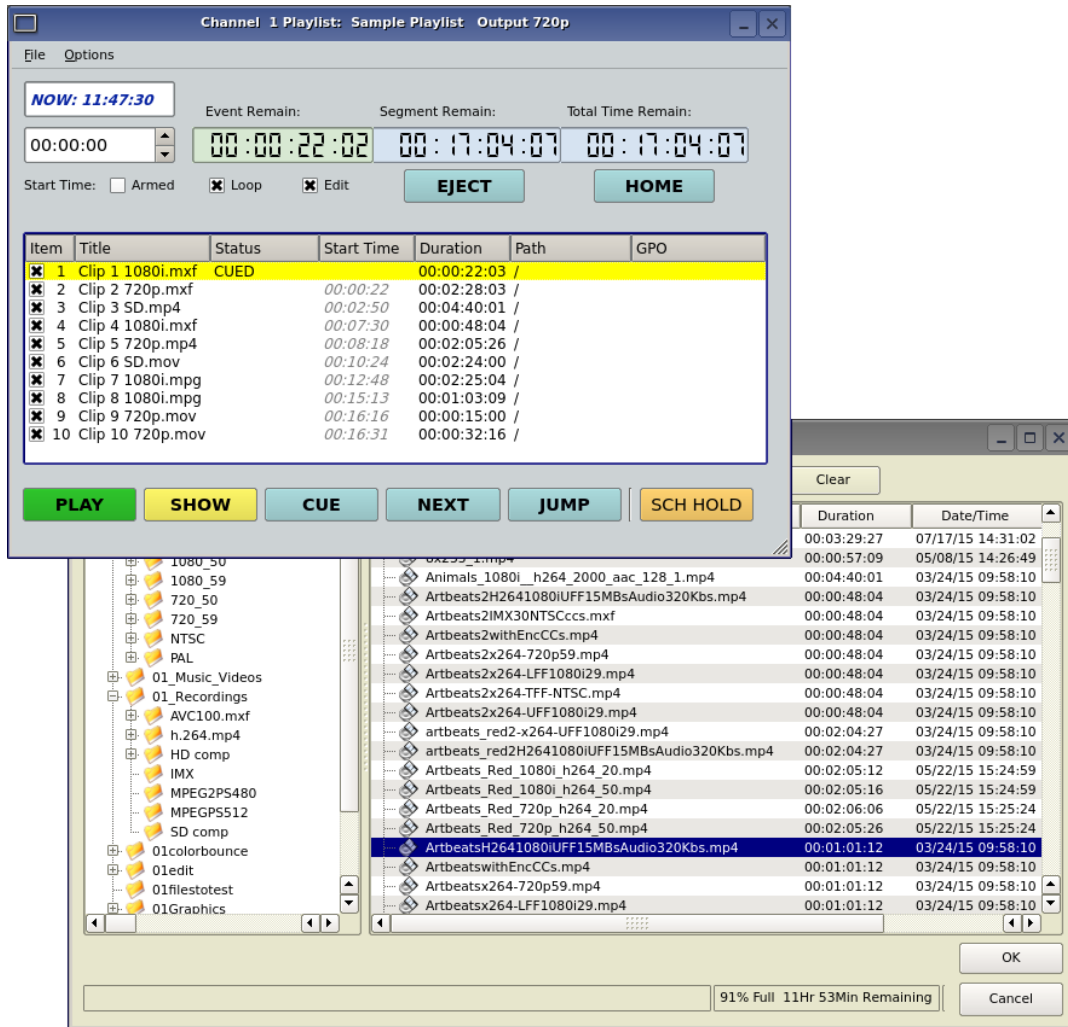 Channel 1 Playlist: Sample Playlist Output 720p
File Options
NOW: 11:47:30
Event Remain: Segment Remain: Total Time Remain:
00:00:00 00:00:22:02 00:17:04:07 00:17:04:07
Start Time: Armed Loop Edit EJECT HOME
Item Title Status Start Time Duration Path GPO
1 Clip 1 1080i.mxf CUED 00:00:22:03 /
2 Clip 2 720p.mxf 00:00:22 00:02:28:03 /
3 Clip 3 SD.mp4 00:02:50 00:04:40:01 /
4 Clip 4 1080i.mxf 00:07:30 00:00:48:04 /
5 Clip 5 720p.mp4 00:08:18 00:02:05:26 /
6 Clip 6 SD.mov 00:10:24 00:02:24:00 /
7 Clip 7 1080i.mpg 00:12:48 00:02:25:04 /
8 Clip 8 1080i.mpg 00:15:13 00:01:03:09 /
9 Clip 9 720p.mov 00:16:16 00:00:15:00 /
10 Clip 10 720p.mov 00:16:31 00:00:32:16 /
PLAY SHOW CUE NEXT JUMP SCH HOLD
Clear
Duration Date/Time
00:03:29:27 07/17/15 14:31:02
00:00:57:09 05/08/15 14:26:49
1080_50
1080_59
720_50
720_59
NTSC
PAL
01_Music_Videos
01_Recordings
AVC100.mxf
h.264.mp4
HD comp
IMX
MPEG2PS480
MPEGPS512
SD comp
01colorbounce
01edit
01filestotest
01Graphics
Animals_1080i__h264_2000_aac_128_1.mp4 00:04:40:01 03/24/15 09:58:10
Artbeats2H2641080iUFF15MBsAudio320Kbs.mp4 00:00:48:04 03/24/15 09:58:10
Artbeats2IMX30NTSCccs.mxf 00:00:48:04 03/24/15 09:58:10
Artbeats2withEncCCs.mp4 00:00:48:04 03/24/15 09:58:10
Artbeats2x264-720p59.mp4 00:00:48:04 03/24/15 09:58:10
Artbeats2x264-LFF1080i29.mp4 00:00:48:04 03/24/15 09:58:10
Artbeats2x264-TFF-NTSC.mp4 00:00:48:04 03/24/15 09:58:10
Artbeats2x264-UFF1080i29.mp4 00:00:48:04 03/24/15 09:58:10
artbeats_red2-x264-UFF1080i29.mp4 00:02:04:27 03/24/15 09:58:10
artbeats_red2H2641080iUFF15MBsAudio320Kbs.mp4 00:02:04:27 03/24/15 09:58:10
Artbeats_Red_1080i_h264_20.mp4 00:02:05:12 05/22/15 15:24:59
Artbeats_Red_1080i_h264_50.mp4 00:02:05:16 05/22/15 15:24:59
Artbeats_Red_720p_h264_20.mp4 00:02:06:06 05/22/15 15:25:24
Artbeats_Red_720p_h264_50.mp4 00:02:05:26 05/22/15 15:25:24
ArtbeatsH2641080iUFF15MBsAudio320Kbs.mp4 00:01:01:12 03/24/15 09:58:10
ArtbeatswithEncCCs.mp4 00:01:01:12 03/24/15 09:58:10
Artbeatsx264-720p59.mp4 00:01:01:12 03/24/15 09:58:10
Artbeatsx264-LFF1080i29.mp4 00:01:01:12 03/24/15 09:58:10
OK
91% Full 11Hr 53Min Remaining
Cancel